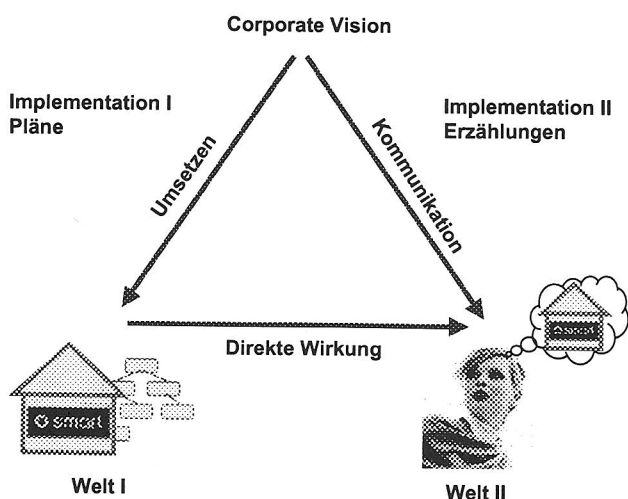 Corporate Vision
Implementation I
Pläne
Implementation II
Erzählungen
Umsetzen
Kommunikation
Direkte Wirkung
smart
smart
Welt I
Welt II